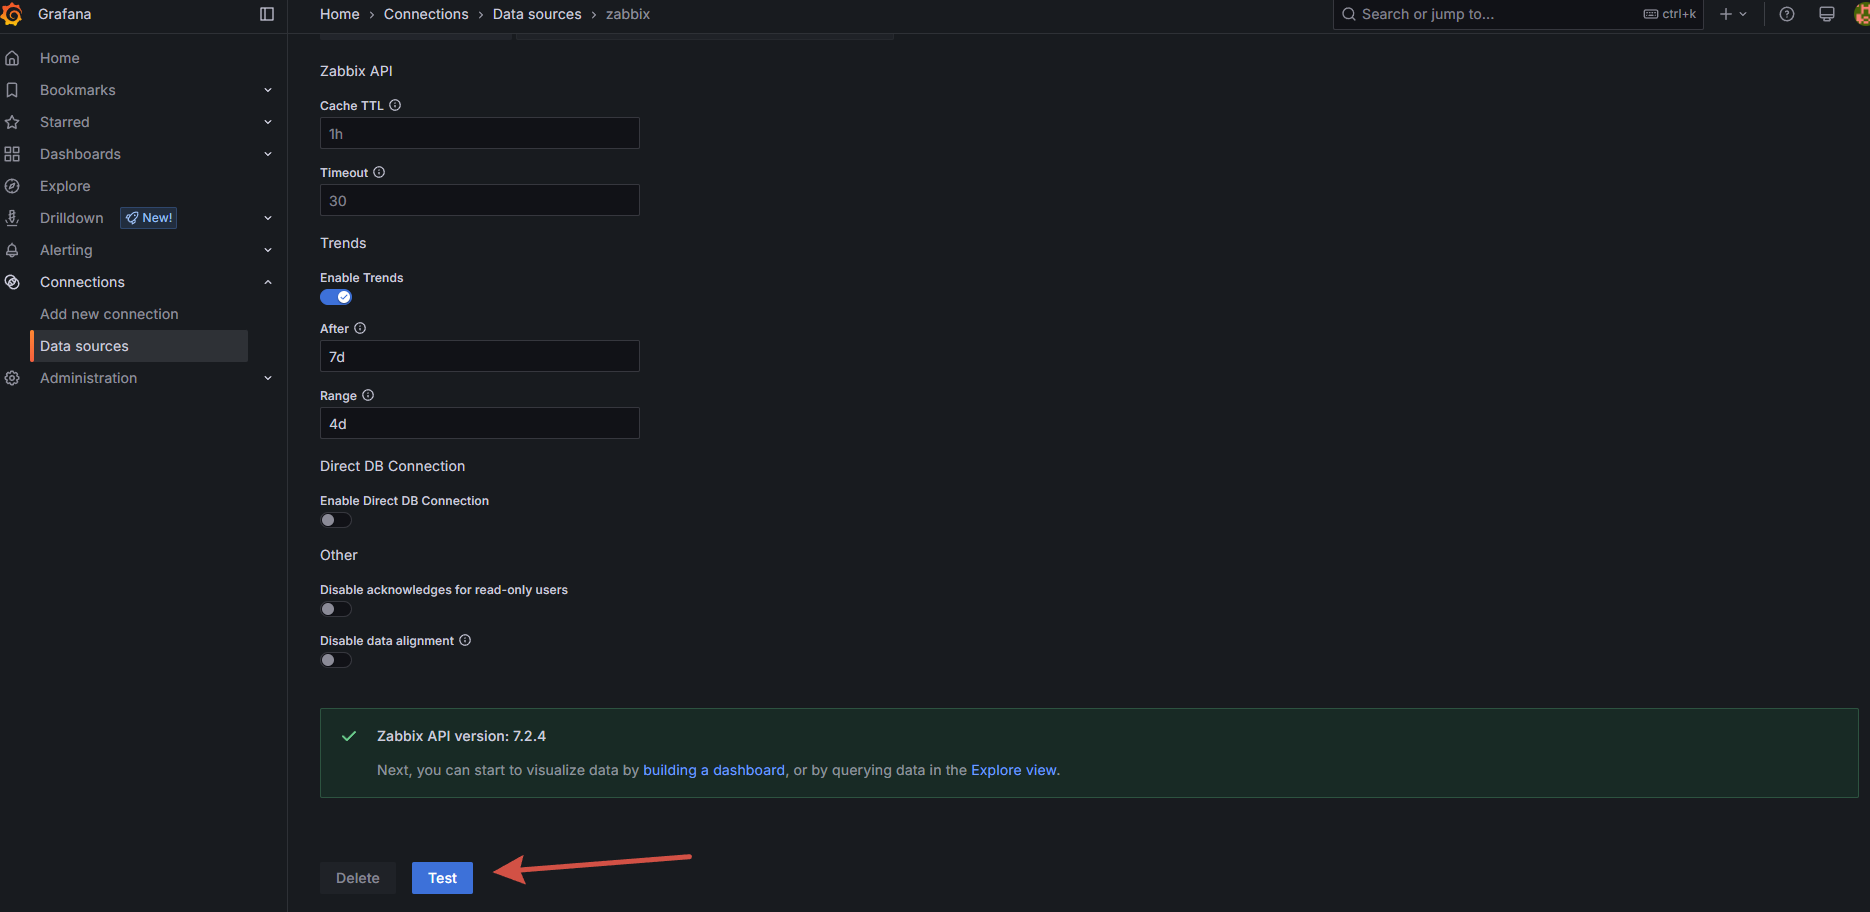 Grafana
Home › Connections › Data sources › zabbix
Search or jump to...
ctrl+k
Home
Bookmarks
Starred
Dashboards
Explore
Drilldown
New!
Alerting
Connections
Add new connection
Data sources
Administration
Zabbix API
Cache TTL
1h
Timeout
30
Trends
Enable Trends
After
7d
Range
4d
Direct DB Connection
Enable Direct DB Connection
Other
Disable acknowledges for read-only users
Disable data alignment
Zabbix API version: 7.2.4
Next, you can start to visualize data by building a dashboard, or by querying data in the Explore view.
Delete
Test